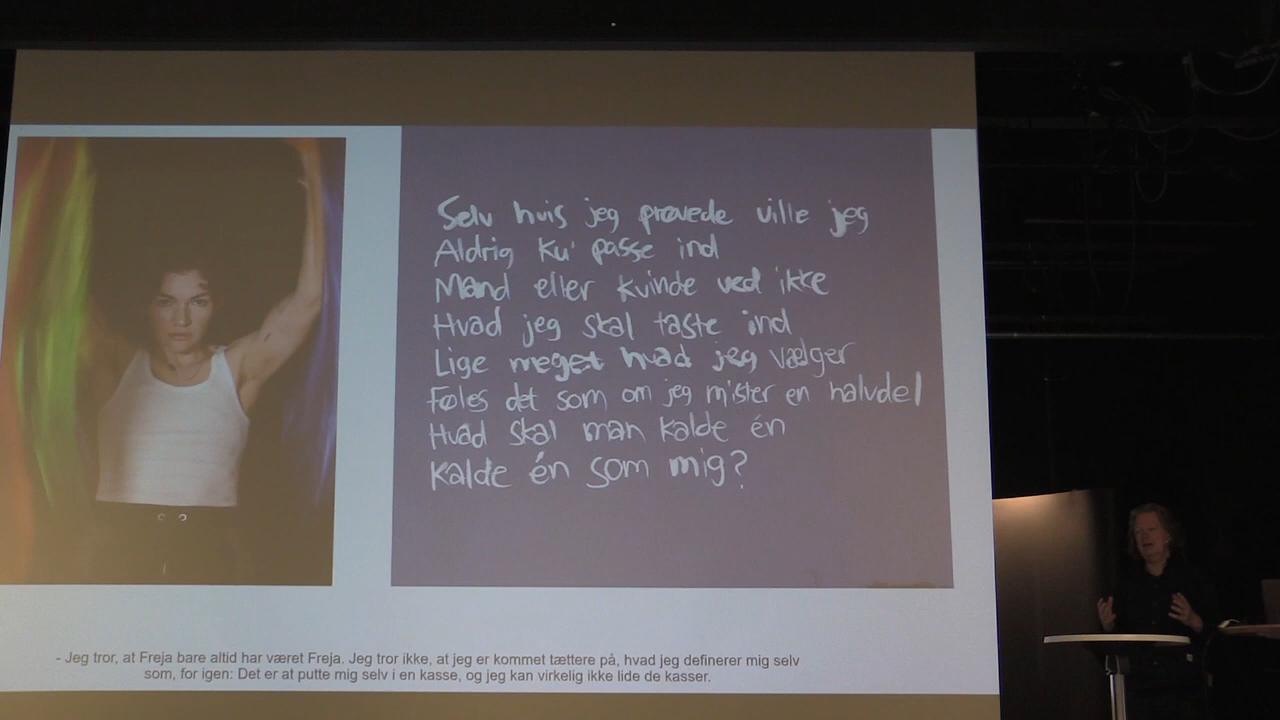 Selv hvis jeg prøvede ville jeg
Aldrig Ku' passe ind
Mand eller kvinde ved ikke
Hvad jeg skal taste ind
Lige meget hvad jeg vælger
Føles det som om jeg mister en halvdel
Hvad skal man kalde én
Kalde én som mig?
- Jeg tror, at Freja bare altid har været Freja. Jeg tror ikke, at jeg er kommet tættere på, hvad jeg definerer mig selv
som, for igen: Det er at putte mig selv i en kasse, og jeg kan virkelig ikke lide de kasser.